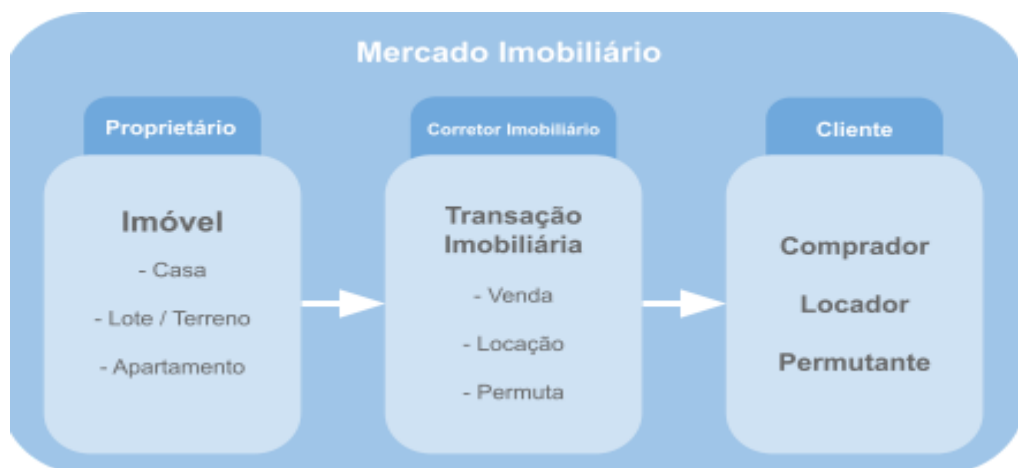 Mercado Imobiliário
Proprietário
Imóvel
- Casa
- Lote / Terreno
- Apartamento
Corretor Imobiliário
Transação
Imobiliária
- Venda
- Locação
- Permuta
Cliente
Comprador
Locador
Permutante